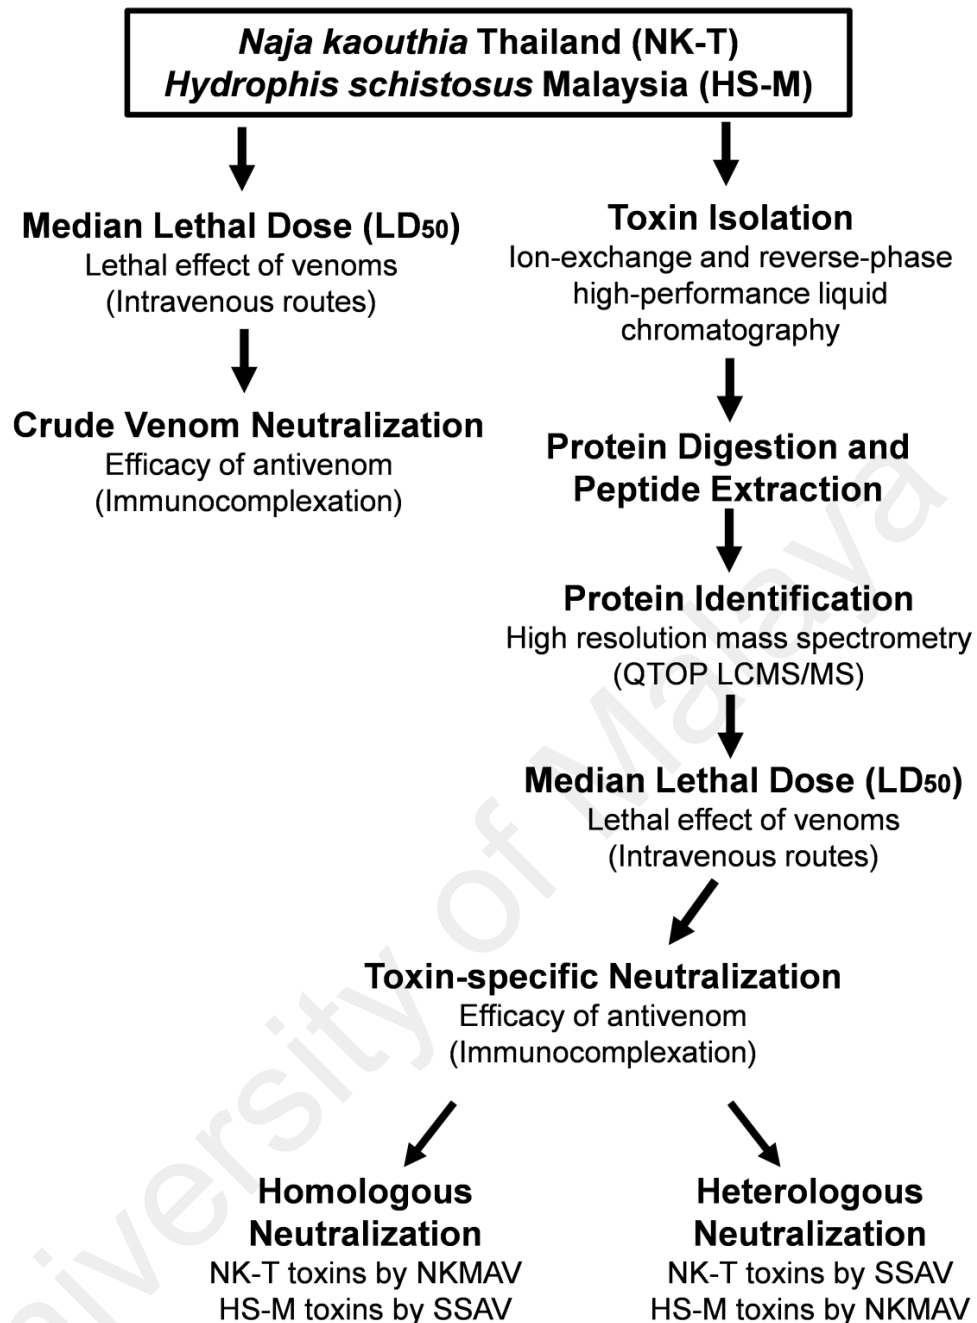 Naja kaouthia Thailand (NK-T)
Hydrophis schistosus Malaysia (HS-M)
Median Lethal Dose (LD50)
Lethal effect of venoms
(Intravenous routes)
Crude Venom Neutralization
Efficacy of antivenom
(Immunocomplexation)
Toxin Isolation
Ion-exchange and reverse-phase
high-performance liquid
chromatography
Protein Digestion and
Peptide Extraction
Protein Identification
High resolution mass spectrometry
(QTOP LCMS/MS)
Median Lethal Dose (LD50)
Lethal effect of venoms
(Intravenous routes)
Toxin-specific Neutralization
Efficacy of antivenom
(Immunocomplexation)
Homologous
Neutralization
NK-T toxins by NKMAV
HS-M toxins by SSAV
Heterologous
Neutralization
NK-T toxins by SSAV
HS-M toxins by NKMAV
niversity of Malaya